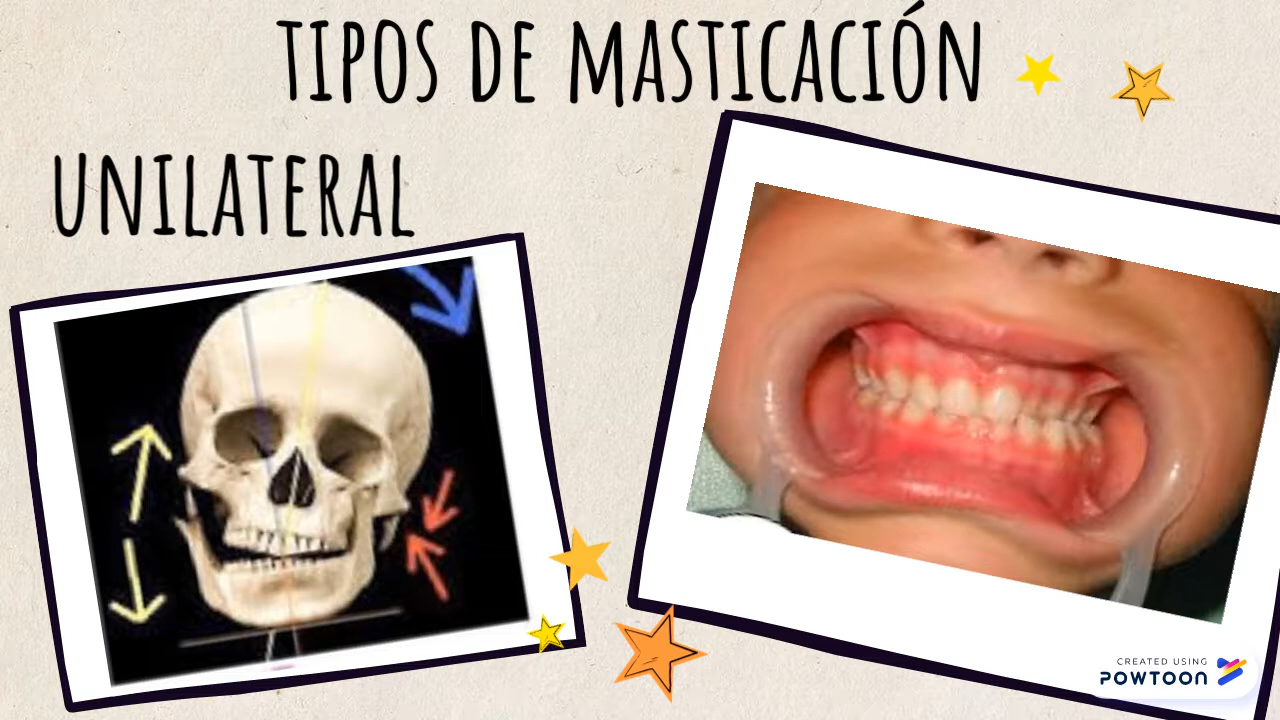 TIPOS DE MASTICACIÓN
UNILATERAL
CREATED USING
POWTOON